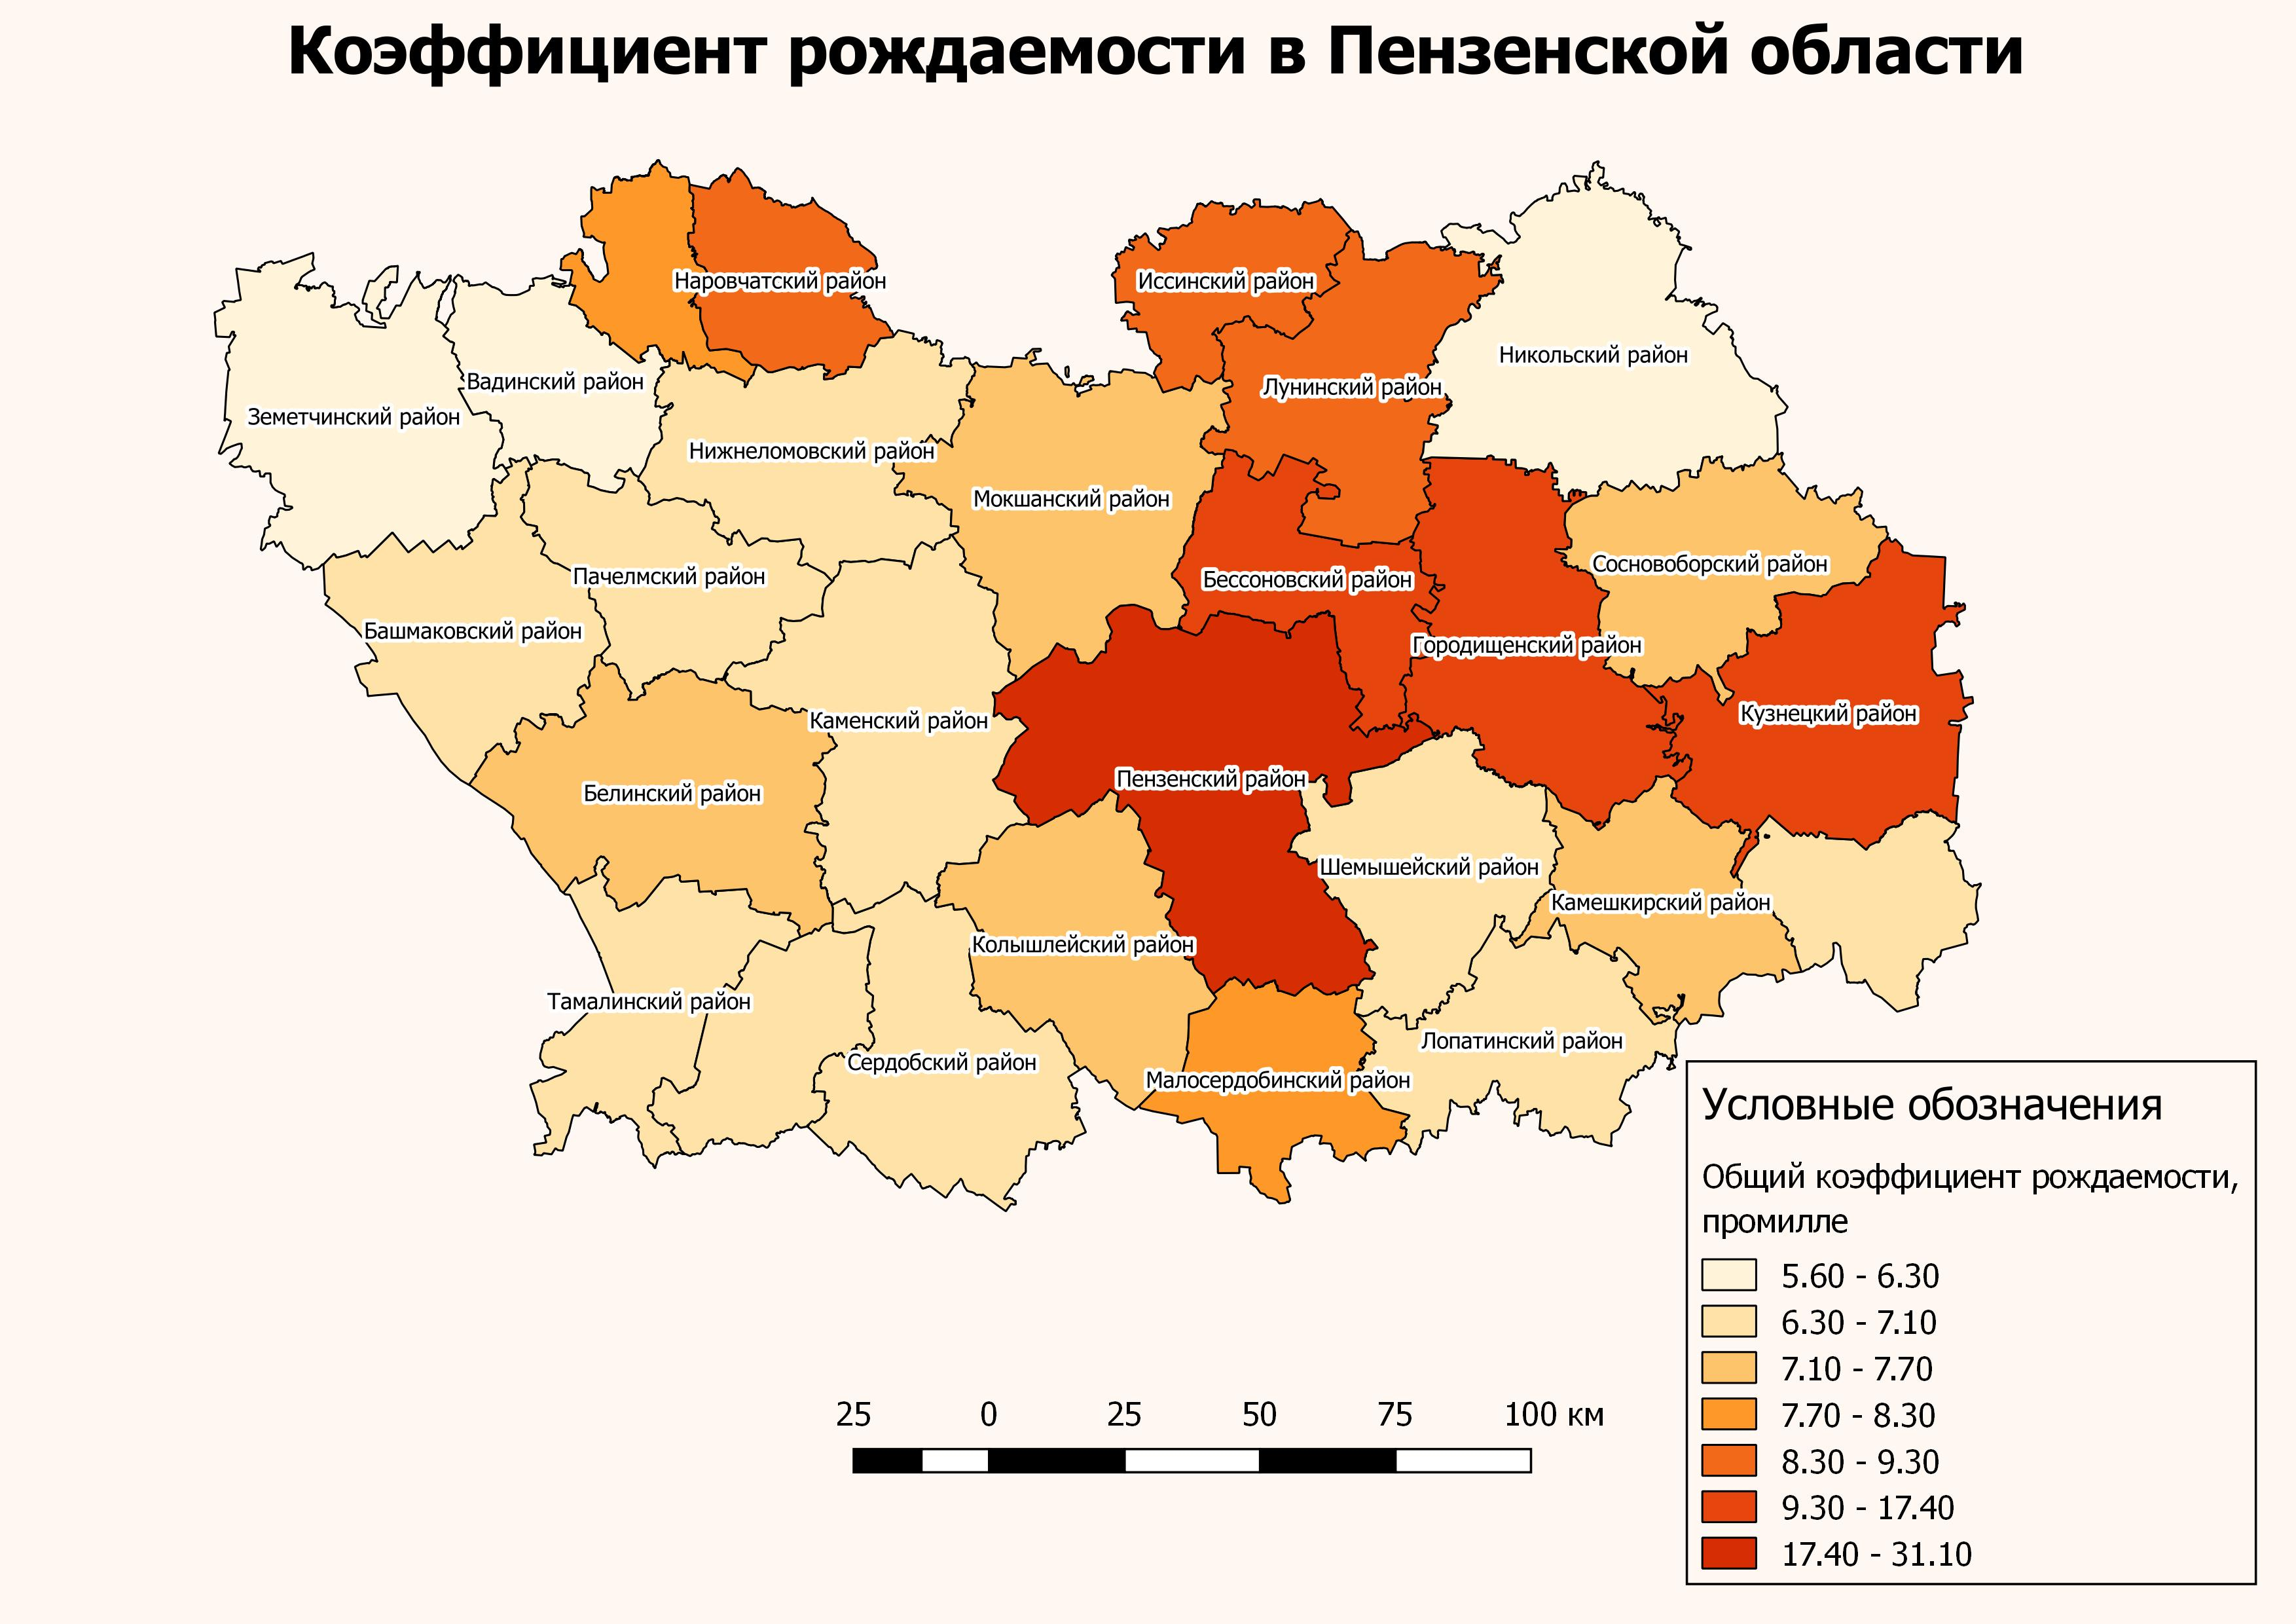 Коэффициент рождаемости в Пензенской области
Наровчатский район
Иссинский район
Никольский район
Вадинский район
Лунинский район
Земетчинский район
Нижнеломовский район
Мокшанский район
Сосновоборский район
Пачелмский район
Бессоновский район
Башмаковский район
Городищенский район
Кузнецкий район
Каменский район
Пензенский район
Белинский район
Шемышейский район
Камешкирский район
Колышлейский район
Тамалинский район
Лопатинский район
Сердобский район
Малосердобинский район
Условные обозначения
Общий коэффициент рождаемости,
промилле
5.60 - 6.30
6.30 - 7.10
7.10 - 7.70
7.70 - 8.30
8.30 - 9.30
9.30 - 17.40
17.40 - 31.10
25 0 25 50 75 100 км